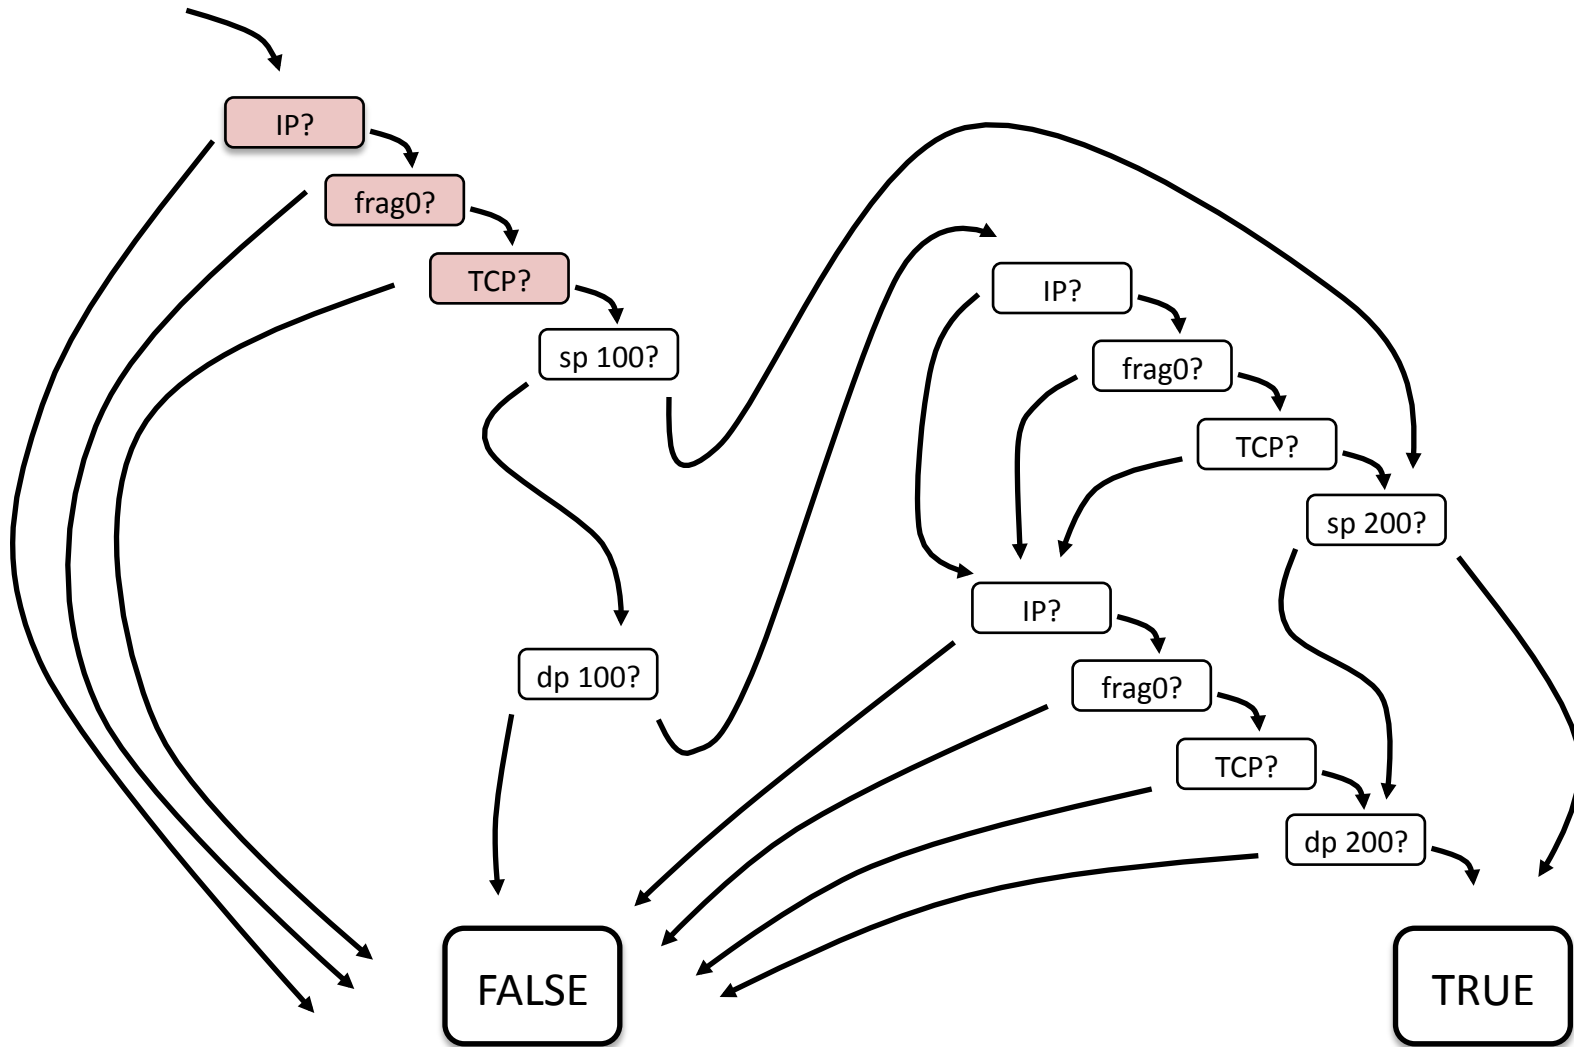 IP?
frag0?
TCP?
sp 100?
dp 100?
IP?
frag0?
TCP?
sp 200?
IP?
frag0?
TCP?
dp 200?
FALSE
TRUE